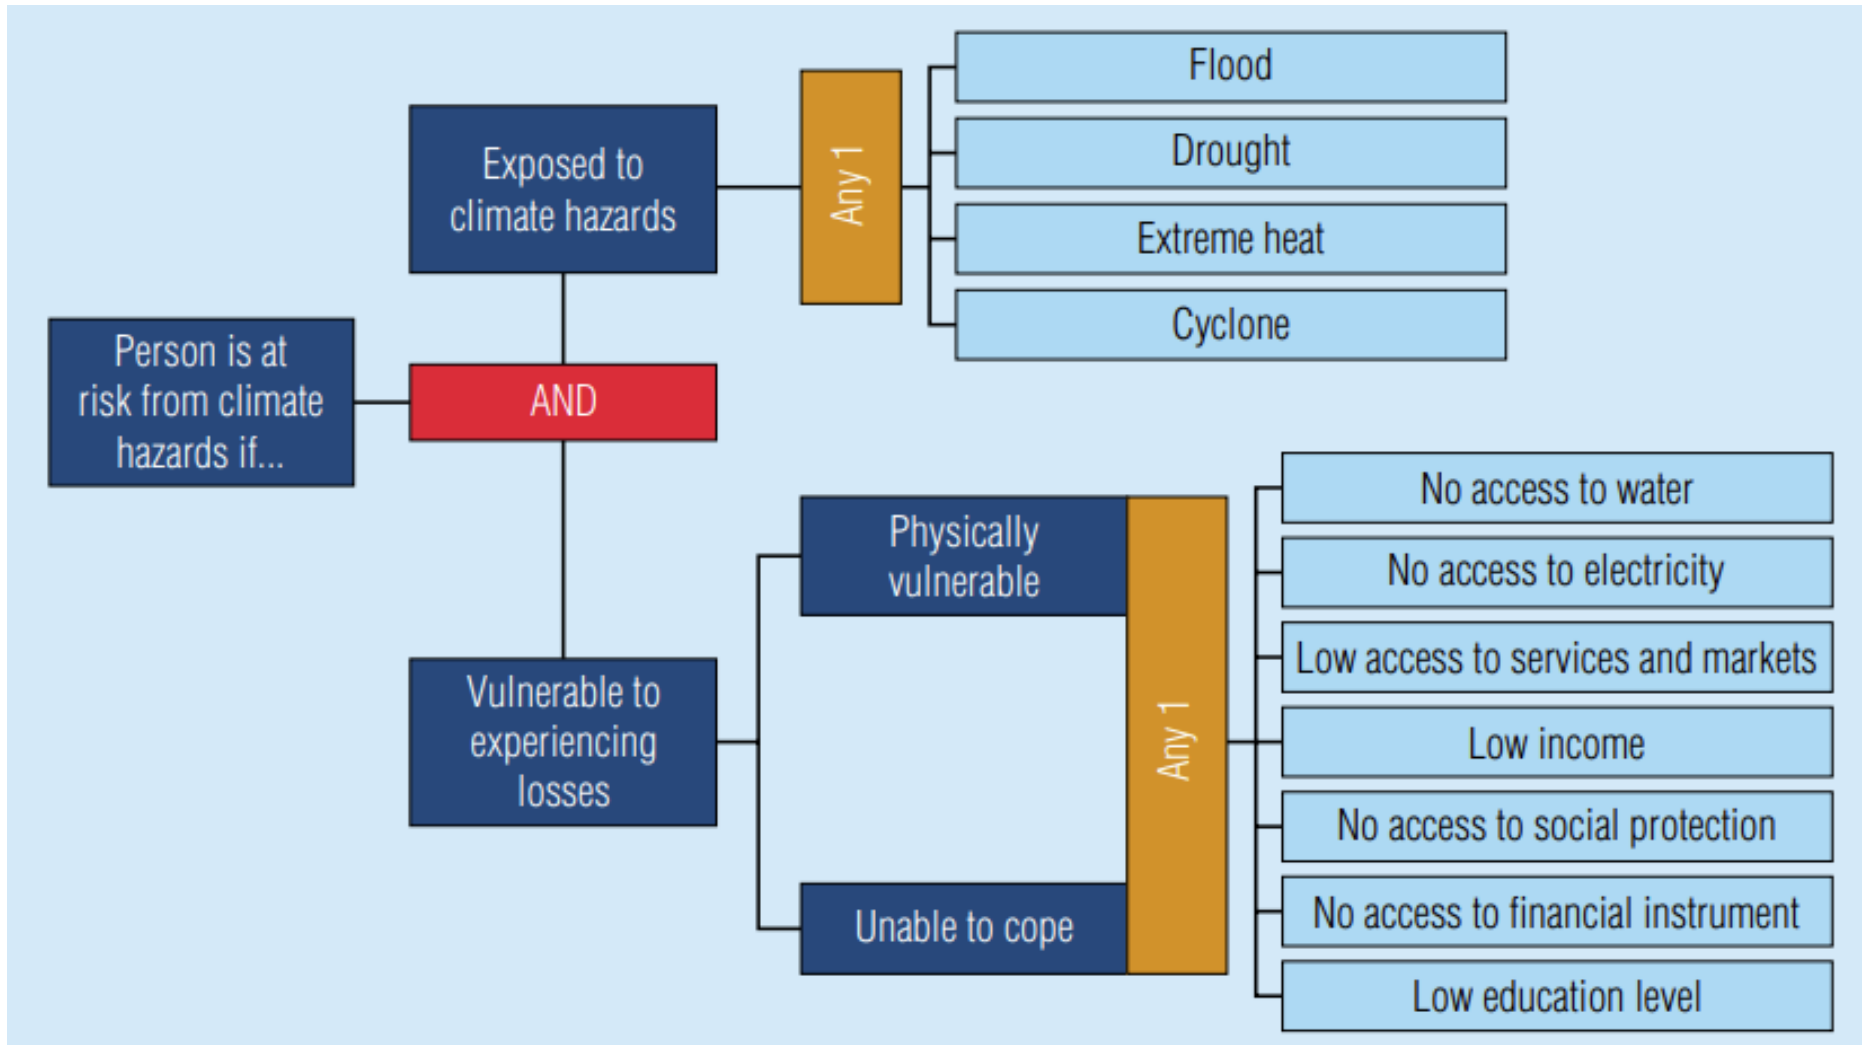 Person is at
risk from climate
hazards if...
Exposed to
climate hazards
AND
Vulnerable to
experiencing
losses
Any 1
Flood
Drought
Extreme heat
Cyclone
Physically
vulnerable
Unable to cope
Any 1
No access to water
No access to electricity
Low access to services and markets
Low income
No access to social protection
No access to financial instrument
Low education level